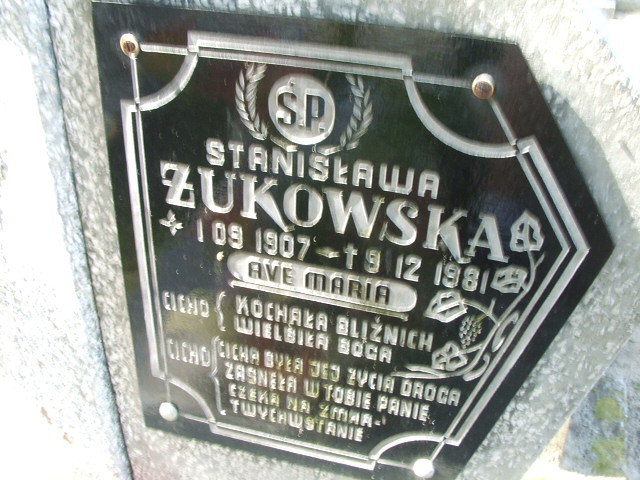 Ś.P.
STANISŁAWA
ŻUKOWSKA
* 1 09 1907 - † 9 12 1981
AVE MARIA
CICHO { KOCHAŁA BLIŹNICH
WIELBIŁA BOGA
CICHO { CICHA BYŁA JEJ ŻYCIA DROGA
ZASNĘŁA W TOBIE PANIE
CZEKA NA ZMAR-
TWYCHWSTANIE